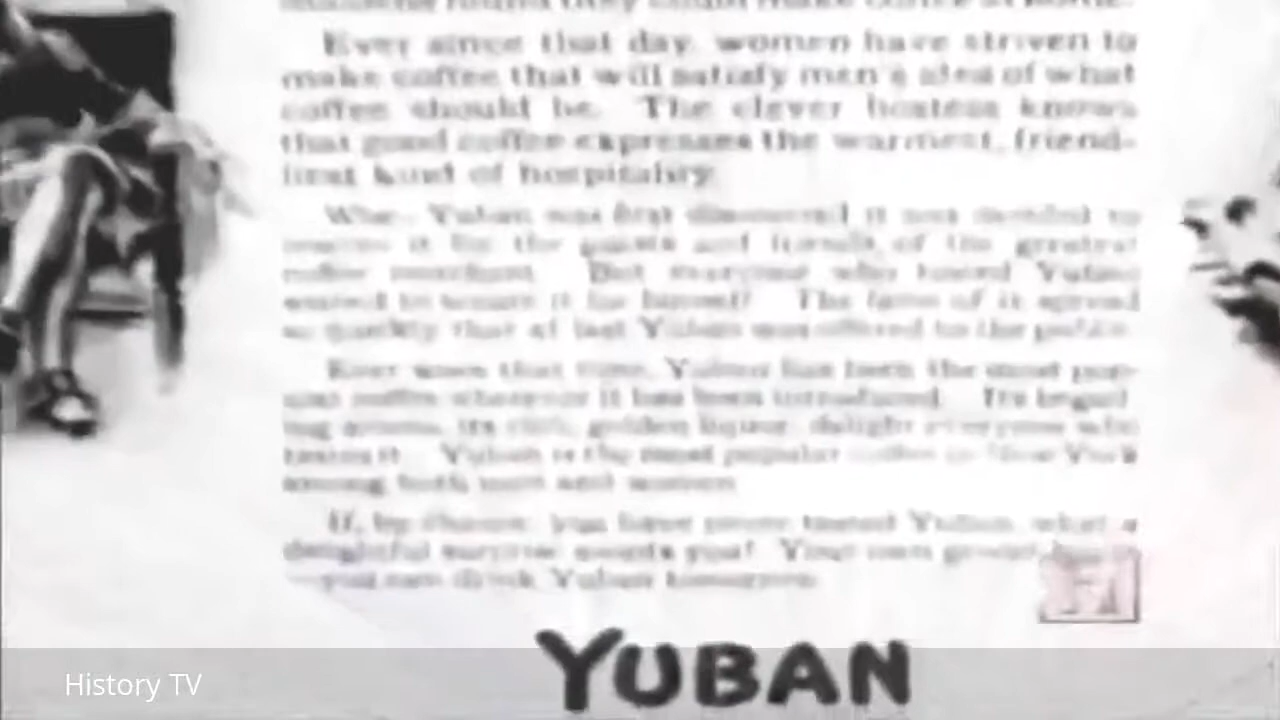 Ever since that day, women have striven to
make coffee that will satisfy men's idea of what
coffee should be. The clever hostess knows
that good coffee expresses the warmest, friend-
liest kind of hospitality.
When Yuban was first discovered it was decided to
reserve it for the guests and friends of the greatest
coffee merchant. But everyone who tasted Yuban
wanted to secure it for himself! The fame of it spread
so quickly that at last Yuban was offered to the public.
Ever since that time, Yuban has been the most pop-
ular coffee wherever it has been introduced. Its
aroma, its rich, golden liquor, delight everyone who
tastes it. Yuban is the most popular coffee in New York
among both men and women.
If, by chance, you have never tasted Yuban, what a
delightful surprise awaits you! Your own grocer
—you can drink Yuban tomorrow.
H
YUBAN
History TV